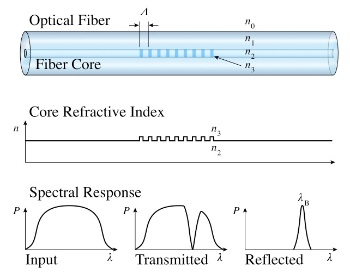 Λ
Optical Fiber
n₀
n₁
n₂
Fiber Core
n₃
Core Refractive Index
n
n₃
n₂
Spectral Response
λB
P
P
P
Input
λ
Transmitted
λ
Reflected
λ